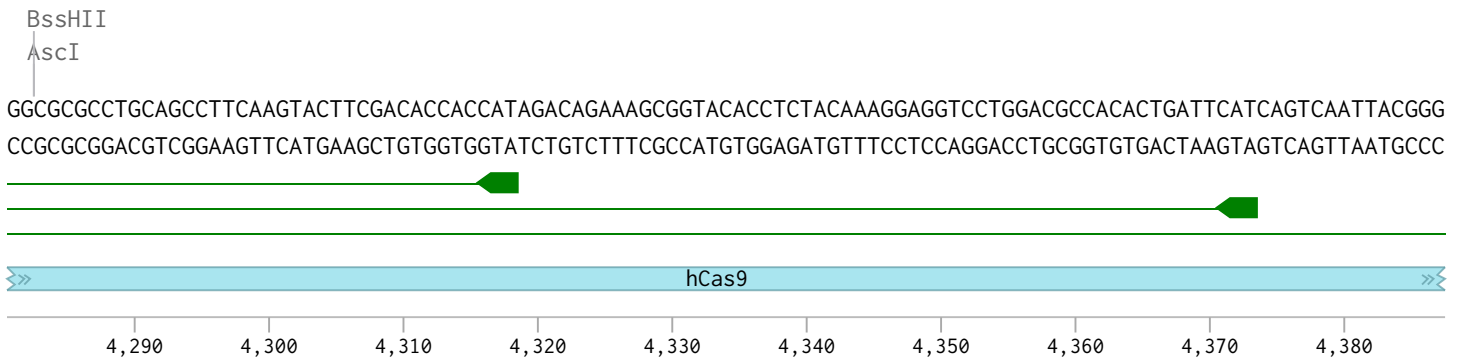 BssHII
AscI
GGCGCGCCTGCAGCCTTCAAGTACTTCGACACCACCATAGACAGAAAGCGGTACACCTCTACAAAGGAGGTCCTGGACGCCACACTGATTCATCAGTCAATTACGGG
CCGCGCGGACGTCGGAAGTTCATGAAGCTGTGGTGGTATCTGTCTTTCGCCATGTGGAGATGTTTCCTCCAGGACCTGCGGTGTGACTAAGTAGTCAGTTAATGCCC
hCas9
4,290 4,300 4,310 4,320 4,330 4,340 4,350 4,360 4,370 4,380